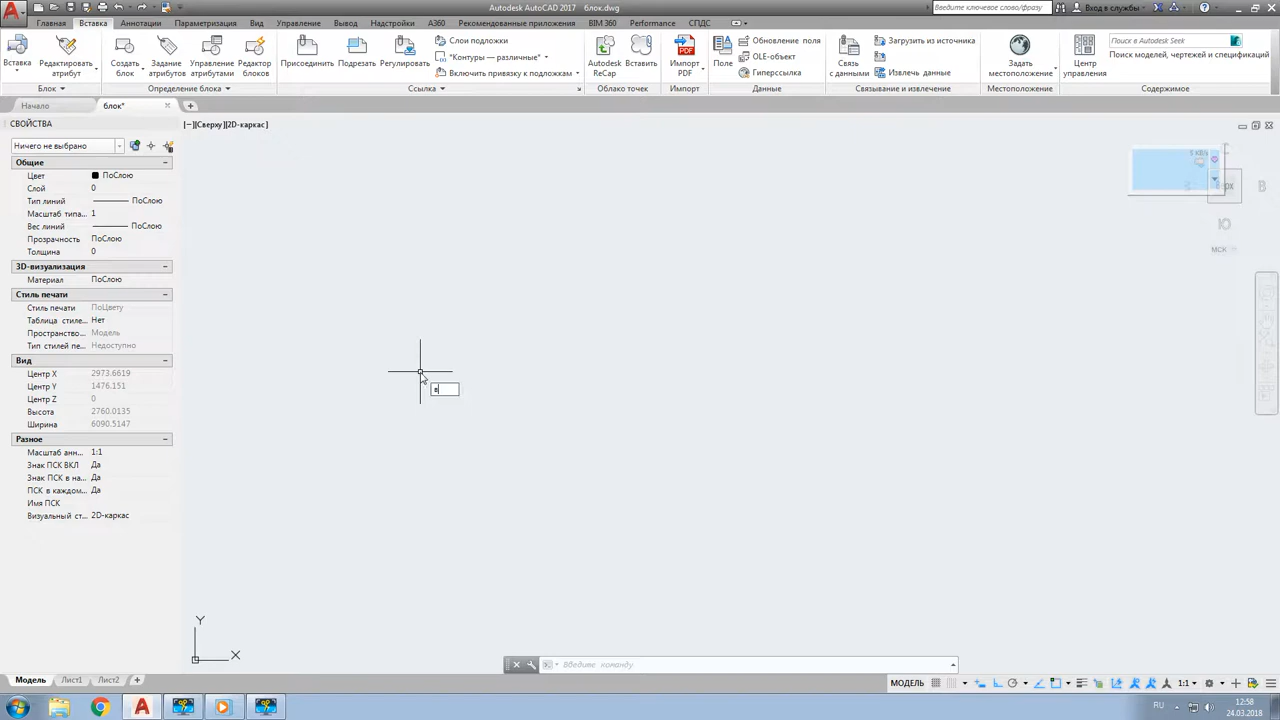 Autodesk AutoCAD 2017 блок.dwg
Введите ключевое слово/фразу
Вход в службы
Главная Вставка Аннотации Параметризация Вид Управление Вывод Надстройки A360 Рекомендованные приложения BIM 360 Performance СПДС
Вставка
Редактировать атрибут
Создать блок
Задание атрибутов
Управление атрибутами
Редактор блоков
Присоединить
Подрезать
Регулировать
Слои подложки
*Контуры — различные*
Включить привязку к подложкам
Autodesk ReCap
Вставить
Импорт PDF
Поле
Обновление поля
OLE-объект
Гиперссылка
Связь с данными
Загрузить из источника
Извлечь данные
Задать местоположение
Центр управления
Поиск в Autodesk Seek
Поиск моделей, чертежей и спецификаций
Блок Определение блока Ссылка Облако точек Импорт Данные Связывание и извлечение Местоположение Содержимое
Начало блок*
СВОЙСТВА
[−][Сверху][2D-каркас]
Ничего не выбрано
Общие
Цвет ПоСлою
Слой 0
Тип линий ПоСлою
Масштаб типа... 1
Вес линий ПоСлою
Прозрачность ПоСлою
Толщина 0
3D-визуализация
Материал ПоСлою
Стиль печати
Стиль печати ПоЦвету
Таблица стиле... Нет
Пространство... Модель
Тип стилей пе... Недоступно
Вид
Центр X 2973.6619
Центр Y 1476.151
Центр Z 0
Высота 2760.0135
Ширина 6090.5147
Разное
Масштаб анн... 1:1
Знак ПСК ВКЛ Да
Знак ПСК в на... Да
ПСК в каждом... Да
Имя ПСК
Визуальный ст... 2D-каркас
5 KB/s
В
Ю
МСК
в
Y
X
Введите команду
Модель Лист1 Лист2
МОДЕЛЬ
1:1
RU
12:58
24.03.2018